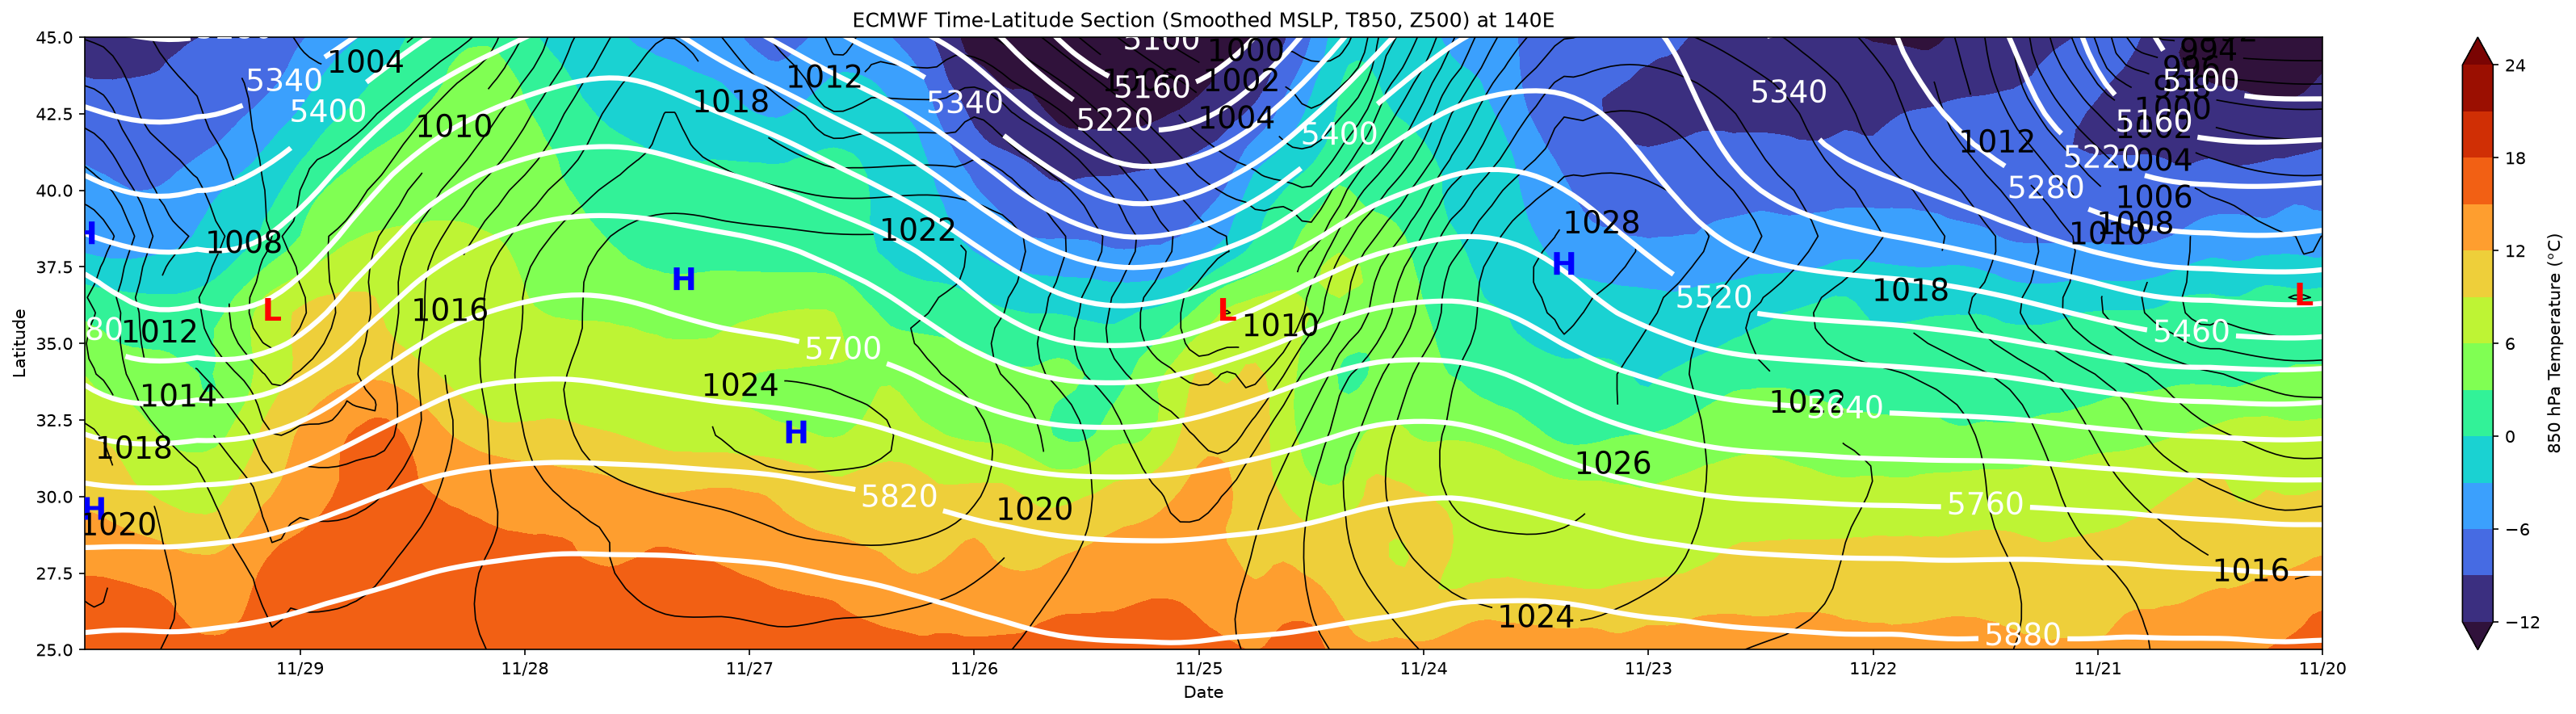 ECMWF Time-Latitude Section (Smoothed MSLP, T850, Z500) at 140E
45.0
42.5
40.0
37.5
35.0
32.5
30.0
27.5
25.0
Latitude
5100 1000 994
5340 1004 1012 5160 1002 5340 5100
5400 1018 5340 1000
1010 5220 1004 5400 5160 1002
1012 5220 1004
5280 1006
H 1008 1022 1028 1010 1008
H H
L 1016 L 5520 1018 L
80 1012 5700 1010 5460
1014 1024 1022 5640
1018 H 1026
H 5820 1020 5760
1020
1016
1024 5880
11/29 11/28 11/27 11/26 11/25 11/24 11/23 11/22 11/21 11/20
Date
24
18
12
6
0
−6
−12
850 hPa Temperature (°C)